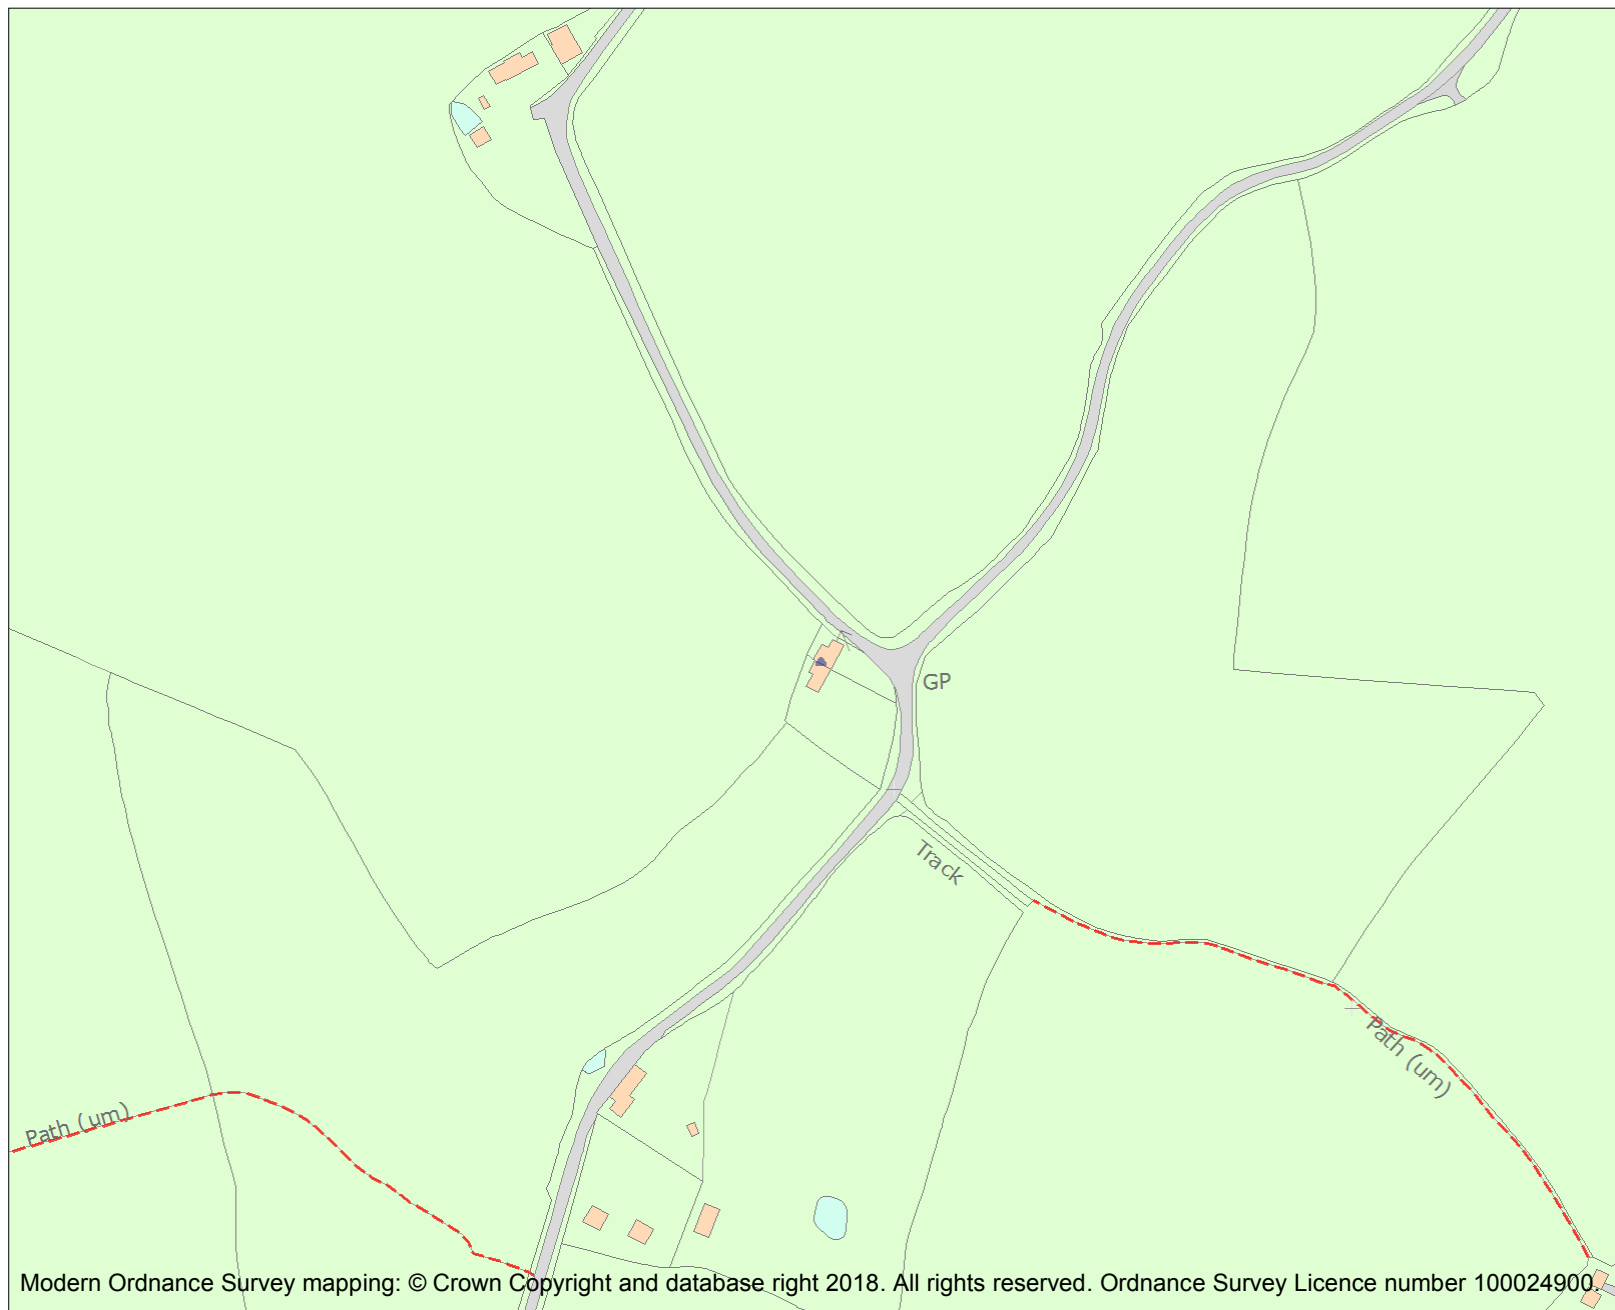 GP
Track
Path (um)
Path (um)
Modern Ordnance Survey mapping: © Crown Copyright and database right 2018. All rights reserved. Ordnance Survey Licence number 100024900.